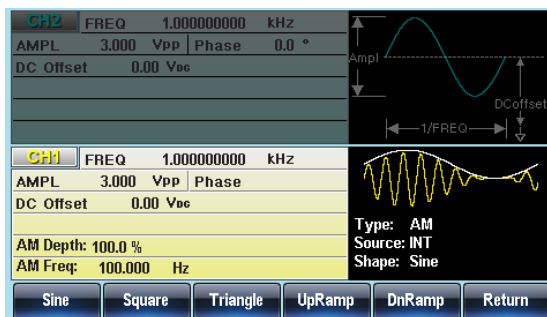 CH2 FREQ 1.000000000 kHz
AMPL 3.000 Vpp Phase 0.0 °
DC Offset 0.00 VDC
Ampl
DCoffset
1/FREQ
CH1 FREQ 1.000000000 kHz
AMPL 3.000 Vpp Phase
DC Offset 0.00 VDC
AM Depth: 100.0 %
AM Freq: 100.000 Hz
Type: AM
Source: INT
Shape: Sine
Sine Square Triangle UpRamp DnRamp Return